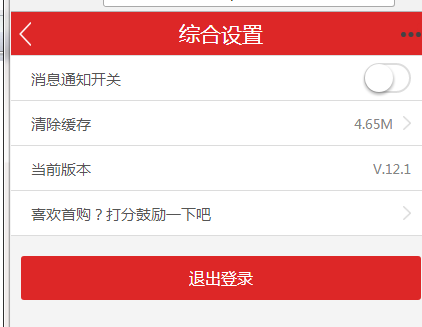 综合设置
消息通知开关
清除缓存 4.65M
当前版本 V.12.1
喜欢首购？打分鼓励一下吧
退出登录